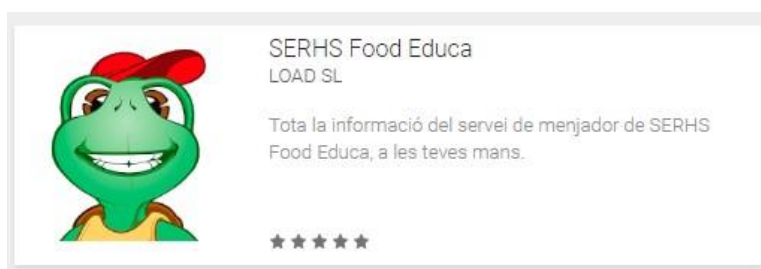 SERHS Food Educa
LOAD SL
Tota la informació del servei de menjador de SERHS
Food Educa, a les teves mans.